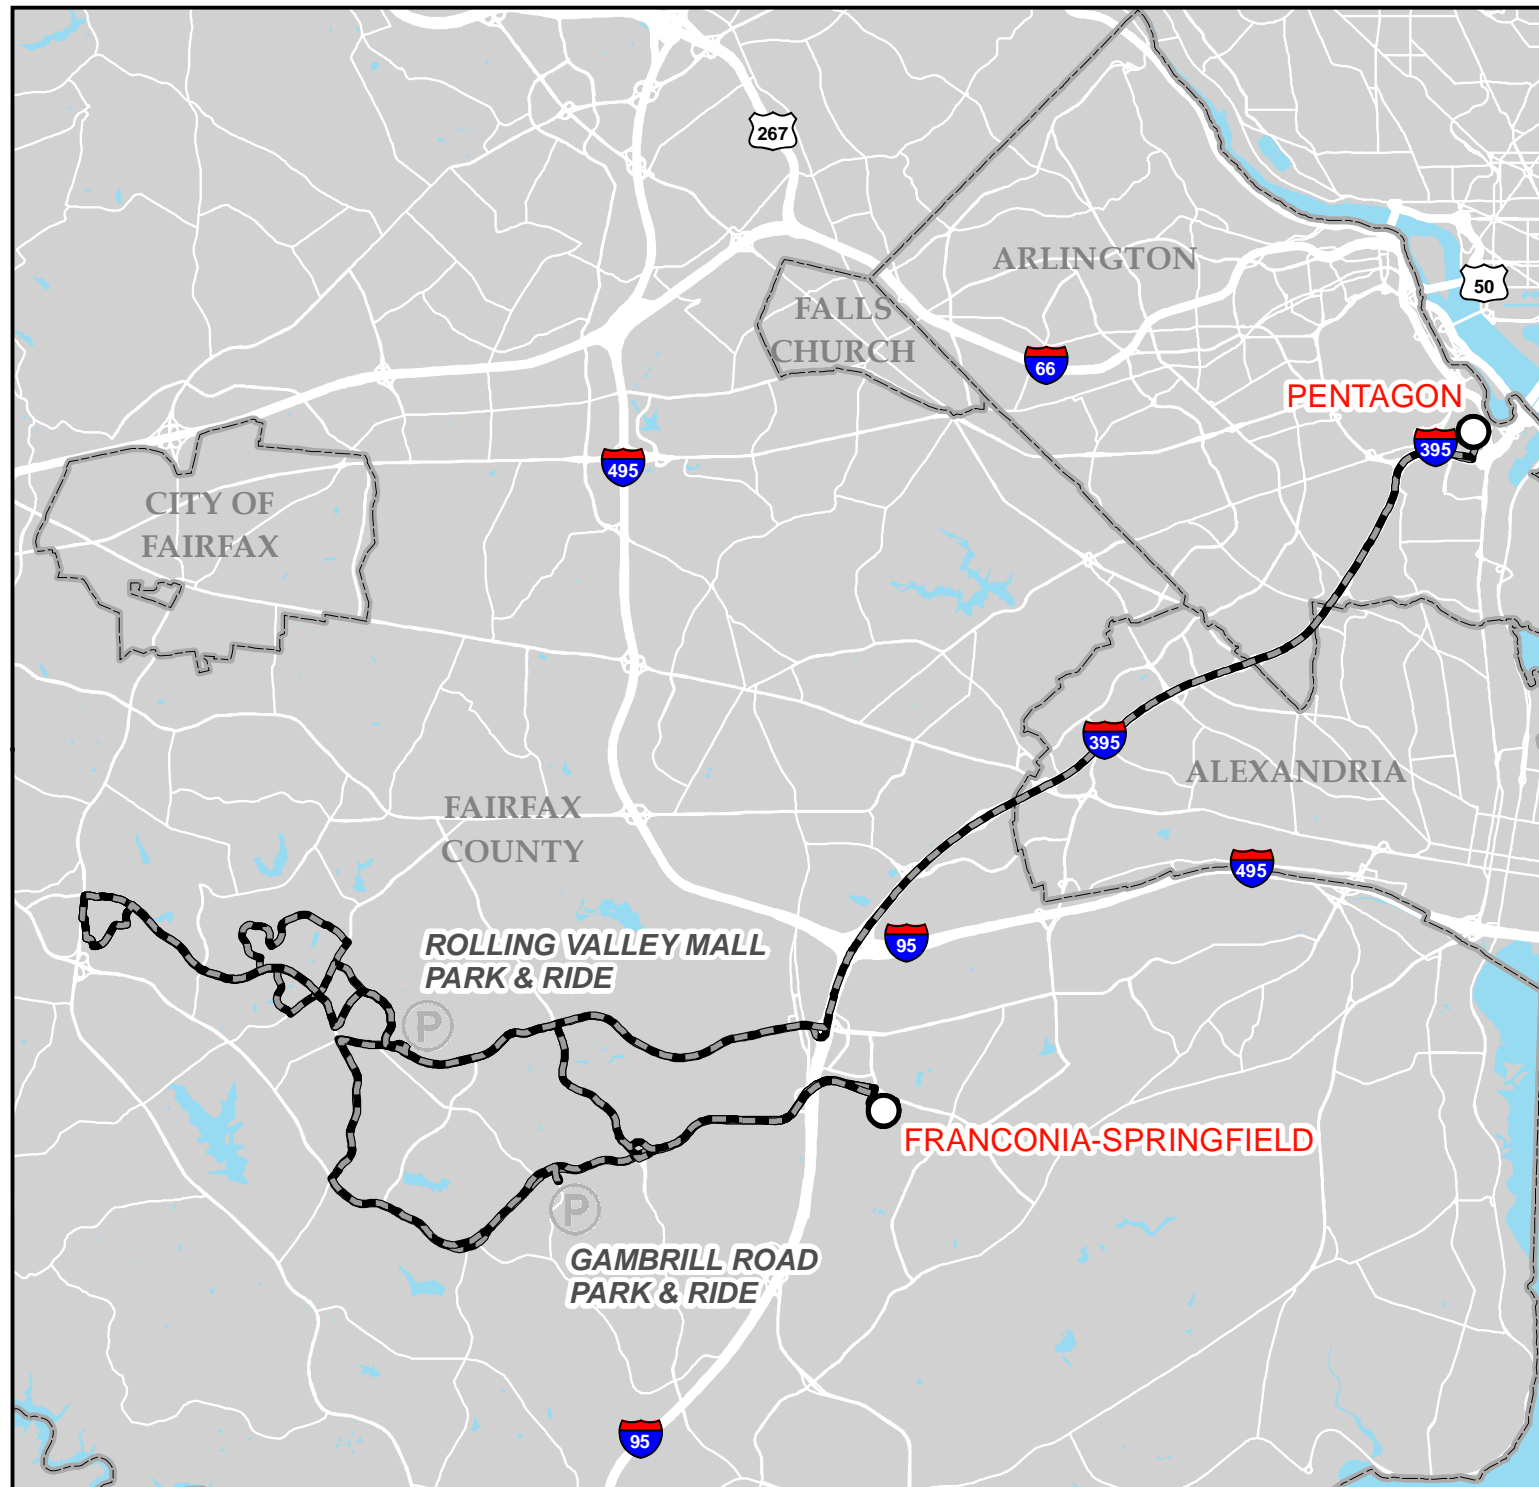 267
ARLINGTON
50
FALLS
CHURCH
66
PENTAGON
395
495
CITY OF
FAIRFAX
395
ALEXANDRIA
FAIRFAX
COUNTY
495
95
ROLLING VALLEY MALL
PARK & RIDE
P
FRANCONIA-SPRINGFIELD
P
GAMBRILL ROAD
PARK & RIDE
95